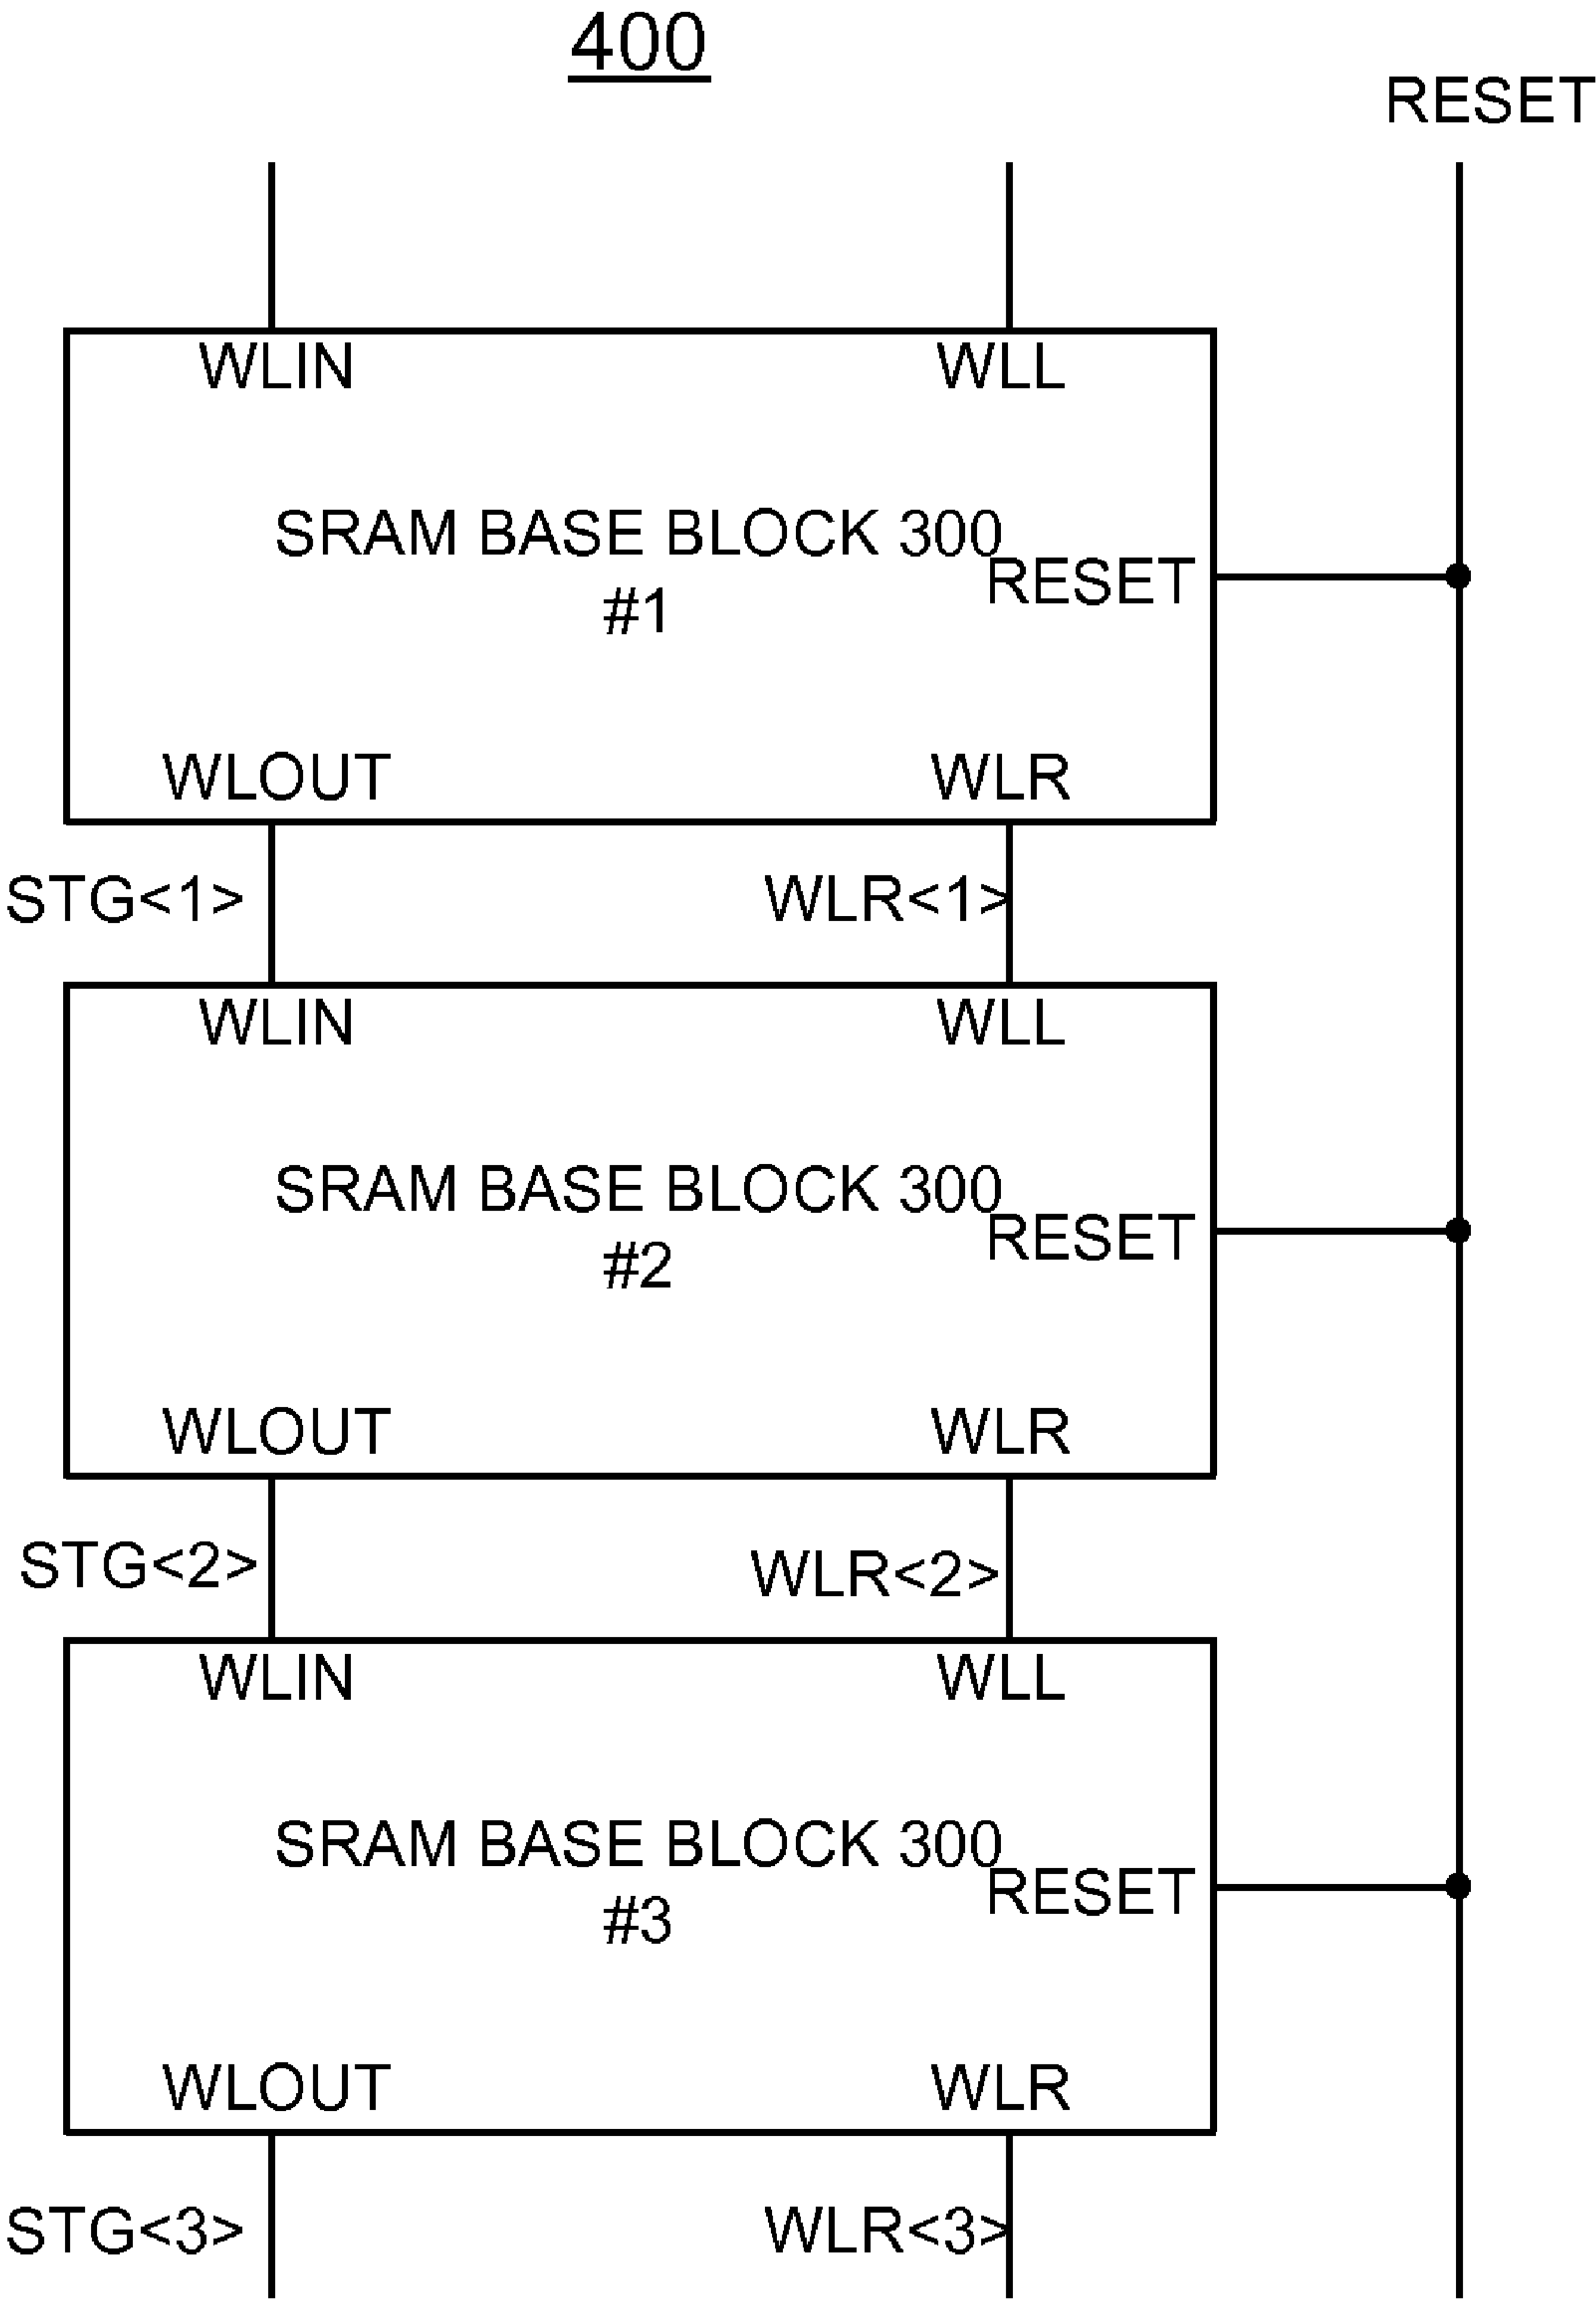 400
RESET
WLIN WLL
SRAM BASE BLOCK 300
RESET
#1
WLOUT WLR
STG<1> WLR<1>
WLIN WLL
SRAM BASE BLOCK 300
RESET
#2
WLOUT WLR
STG<2> WLR<2>
WLIN WLL
SRAM BASE BLOCK 300
RESET
#3
WLOUT WLR
STG<3> WLR<3>